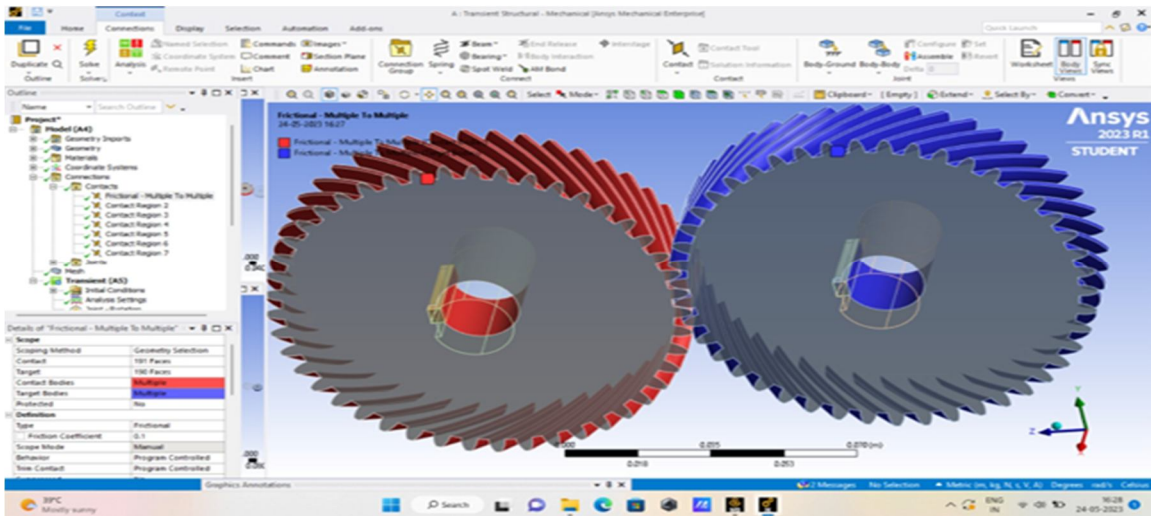 Context
A : Transient Structural - Mechanical [Ansys Mechanical Enterprise]
File Home Connections Display Selection Automation Add-ons
Quick Launch
Duplicate
Outline
Solve
Solver
Analysis
Named Selection
Coordinate System
Remote Point
Commands
Comment
Chart
Images
Section Plane
Annotation
Insert
Connection Group
Spring
Beam
Bearing
Spot Weld
End Release
Body Interaction
AM Bond
Interstage
Connect
Contact
Contact Tool
Solution Information
Contact
Body-Ground
Body-Body
Configure
Set
Assemble
Revert
Delta 0
Joint
Worksheet
Body Views
Sync Views
Views
Outline
Name
Search Outline
Select
Mode
Clipboard
[ Empty ]
Extend
Select By
Convert
Project*
Model (A4)
Geometry Imports
Geometry
Materials
Coordinate Systems
Connections
Contacts
Frictional - Multiple To Multiple
Contact Region 2
Contact Region 3
Contact Region 4
Contact Region 5
Contact Region 6
Contact Region 7
Joints
Mesh
Transient (A5)
Initial Conditions
Analysis Settings
Joint - Rotation
Details of "Frictional - Multiple To Multiple"
Scope
Scoping Method Geometry Selection
Contact 191 Faces
Target 190 Faces
Contact Bodies Multiple
Target Bodies Multiple
Protected No
Definition
Type Frictional
Friction Coefficient 0.1
Scope Mode Manual
Behavior Program Controlled
Trim Contact Program Controlled
Frictional - Multiple To Multiple
24-05-2023 16:27
Frictional - Multiple To
Frictional - Multiple To
Ansys
2023 R1
STUDENT
Y
Z
0.000
0.035
0.070 (m)
0.018
0.053
Graphics Annotations
2 Messages
No Selection
Metric (m, kg, N, s, V, A)
Degrees
rad/s
Celsius
39°C
Mostly sunny
Search
ENG
IN
16:28
24-05-2023